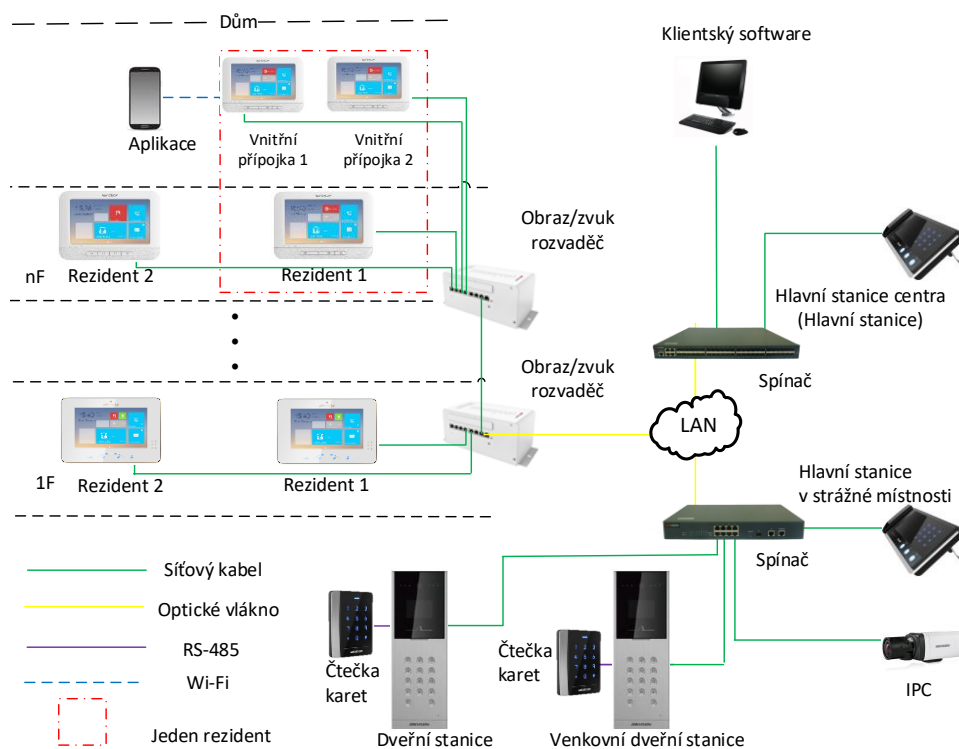 Dům
Klientský software
Aplikace
Vnitřní
přípojka 1
Vnitřní
přípojka 2
Obraz/zvuk
rozvaděč
nF
Rezident 2
Rezident 1
Hlavní stanice centra
(Hlavní stanice)
Obraz/zvuk
rozvaděč
Spínač
LAN
1F
Rezident 2
Rezident 1
Hlavní stanice
v strážné místnosti
Spínač
Síťový kabel
Optické vlákno
RS-485
Wi-Fi
Jeden rezident
Čtečka
karet
Dveřní stanice
Čtečka
karet
Venkovní dveřní stanice
IPC